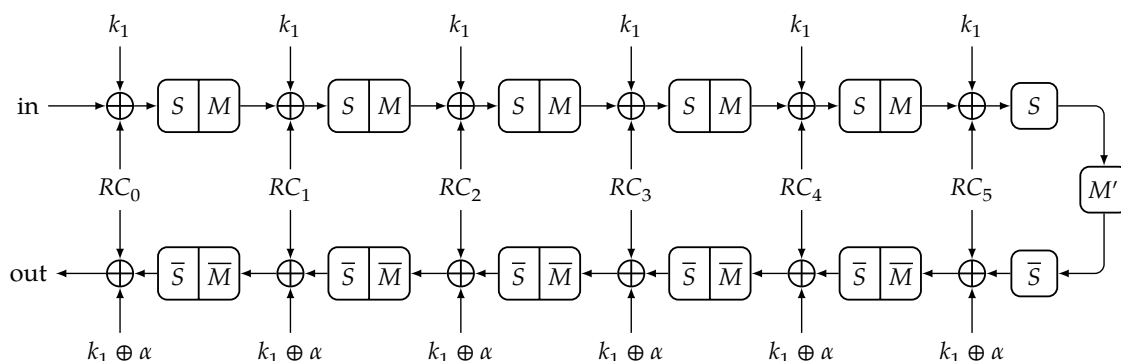 k₁ k₁ k₁ k₁ k₁ k₁
in S M S M S M S M S M S
RC₀ RC₁ RC₂ RC₃ RC₄ RC₅ M′
out S̅ M̅ S̅ M̅ S̅ M̅ S̅ M̅ S̅ M̅ S̅
k₁ ⊕ α k₁ ⊕ α k₁ ⊕ α k₁ ⊕ α k₁ ⊕ α k₁ ⊕ α